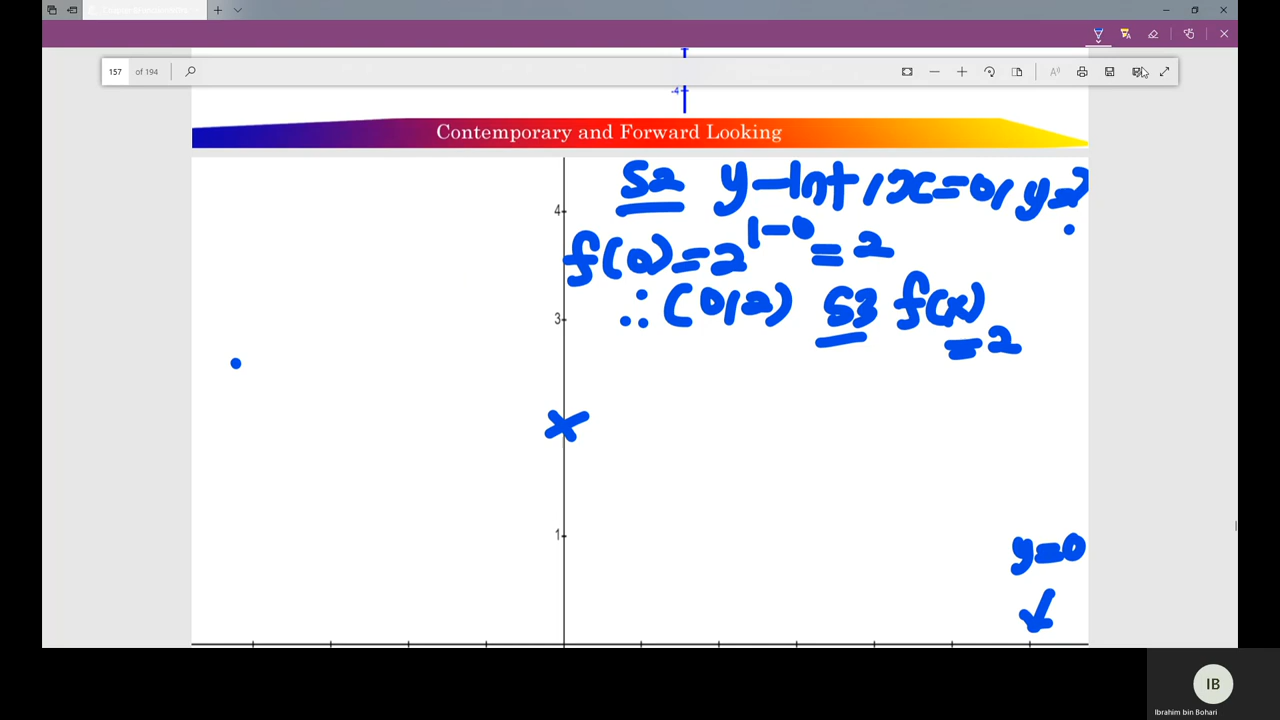 157 of 194
-4
Contemporary and Forward Looking
S2 y-int, x=0, y=?
4
f(0)=2^1-0 = 2
∴ (0,2) S3 f(x)
3
=2
1
y=0
IB
Ibrahim bin Bohari